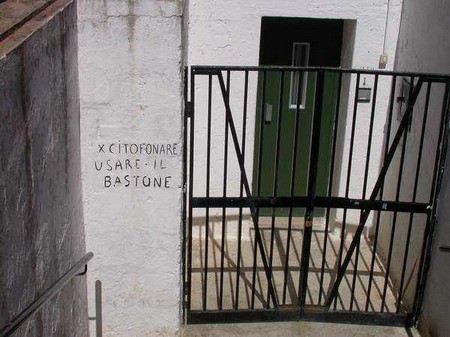 X CITOFONARE
USARE · IL
BASTONE